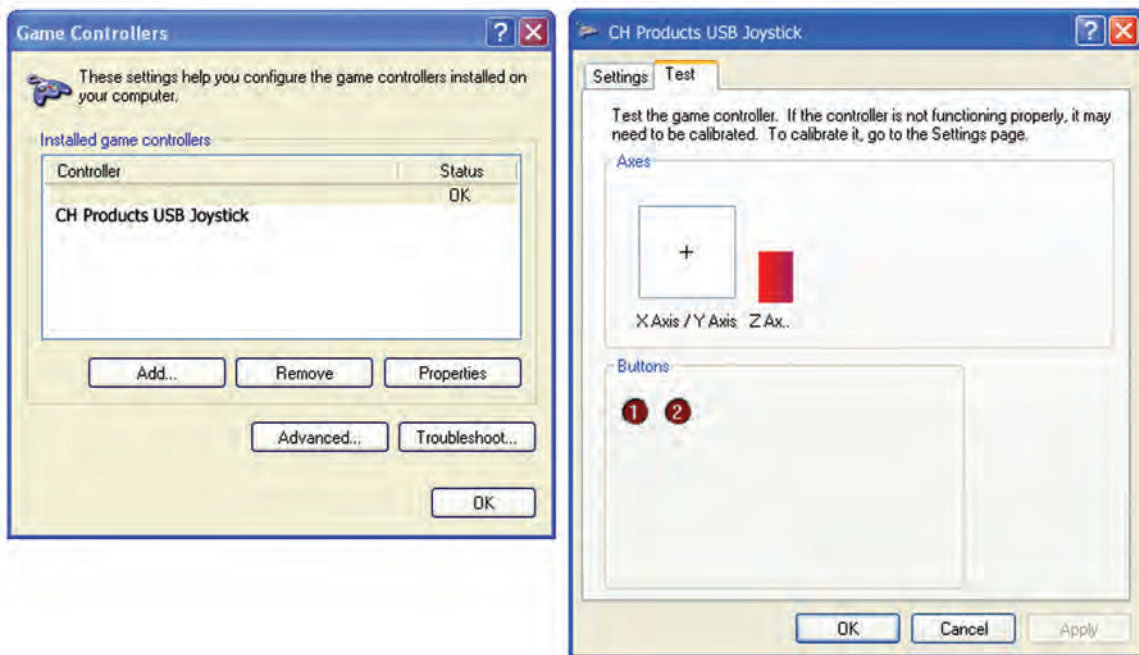 Game Controllers
These settings help you configure the game controllers installed on
your computer.
Installed game controllers
Controller Status
OK
CH Products USB Joystick
Add... Remove Properties
Advanced... Troubleshoot...
OK
CH Products USB Joystick
Settings Test
Test the game controller. If the controller is not functioning properly, it may
need to be calibrated. To calibrate it, go to the Settings page.
Axes
X Axis / Y Axis Z Ax..
Buttons
1 2
OK Cancel Apply